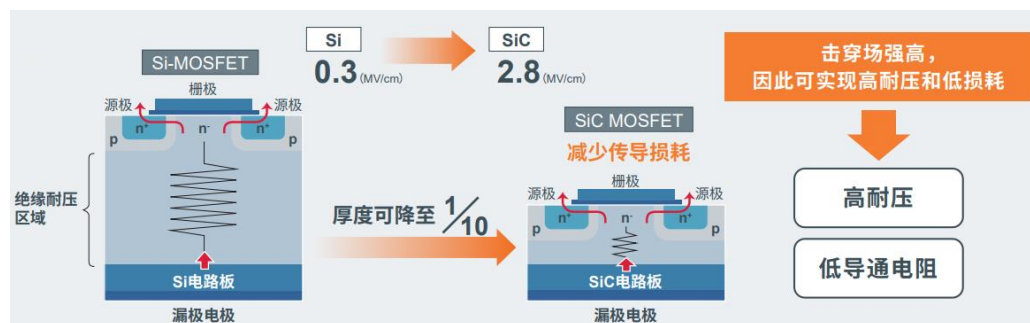 Si-MOSFET
Si
0.3(MV/cm)
SiC
2.8(MV/cm)
击穿场强高，
因此可实现高耐压和低损耗
栅极
源极
源极
n⁺
n⁻
n⁺
p
p
绝缘耐压
区域
Si电路板
漏极电极
厚度可降至 1/10
SiC MOSFET
减少传导损耗
栅极
源极
源极
n⁺
n⁻
n⁺
p
p
SiC电路板
漏极电极
高耐压
低导通电阻